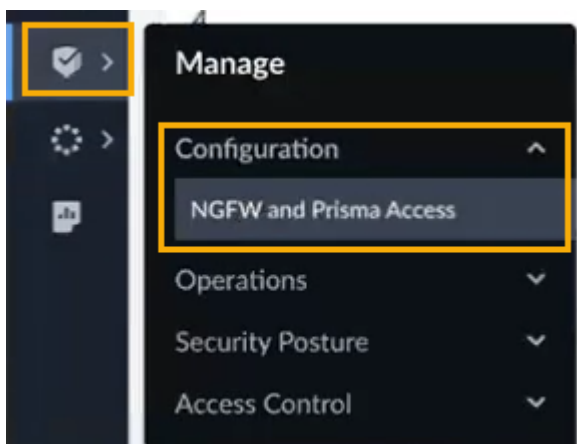 Manage
Configuration
NGFW and Prisma Access
Operations
Security Posture
Access Control